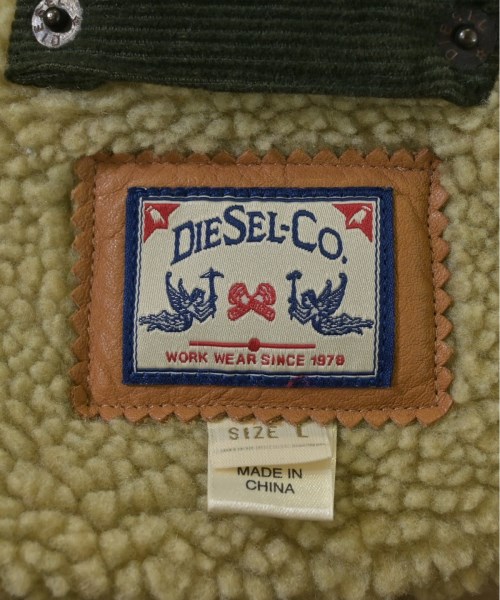 DIESEL-CO.
WORK WEAR SINCE 1978
SIZE L
MADE IN
CHINA